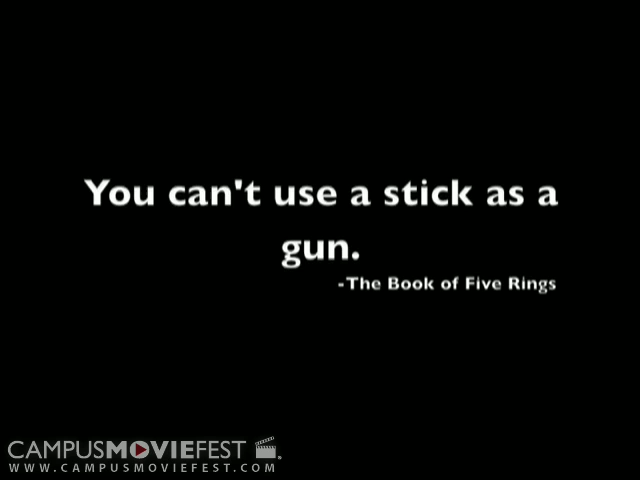 You can't use a stick as a
gun.
-The Book of Five Rings
CAMPUSMOVIEFEST
WWW.CAMPUSMOVIEFEST.COM